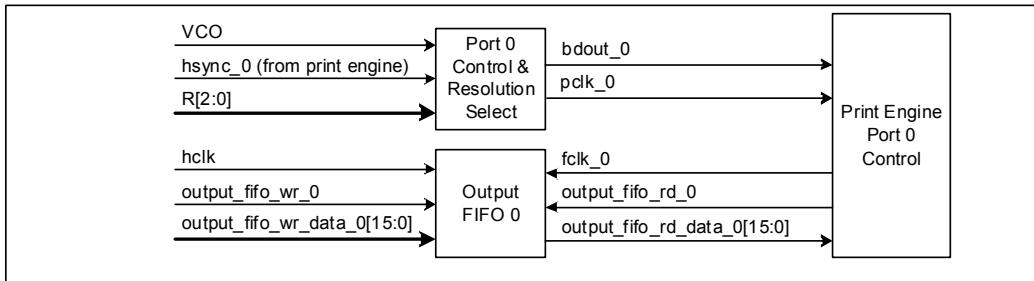 VCO
hsync_0 (from print engine)
R[2:0]
Port 0
Control &
Resolution
Select
bdout_0
pclk_0
hclk
output_fifo_wr_0
output_fifo_wr_data_0[15:0]
Output
FIFO 0
fclk_0
output_fifo_rd_0
output_fifo_rd_data_0[15:0]
Print Engine
Port 0
Control